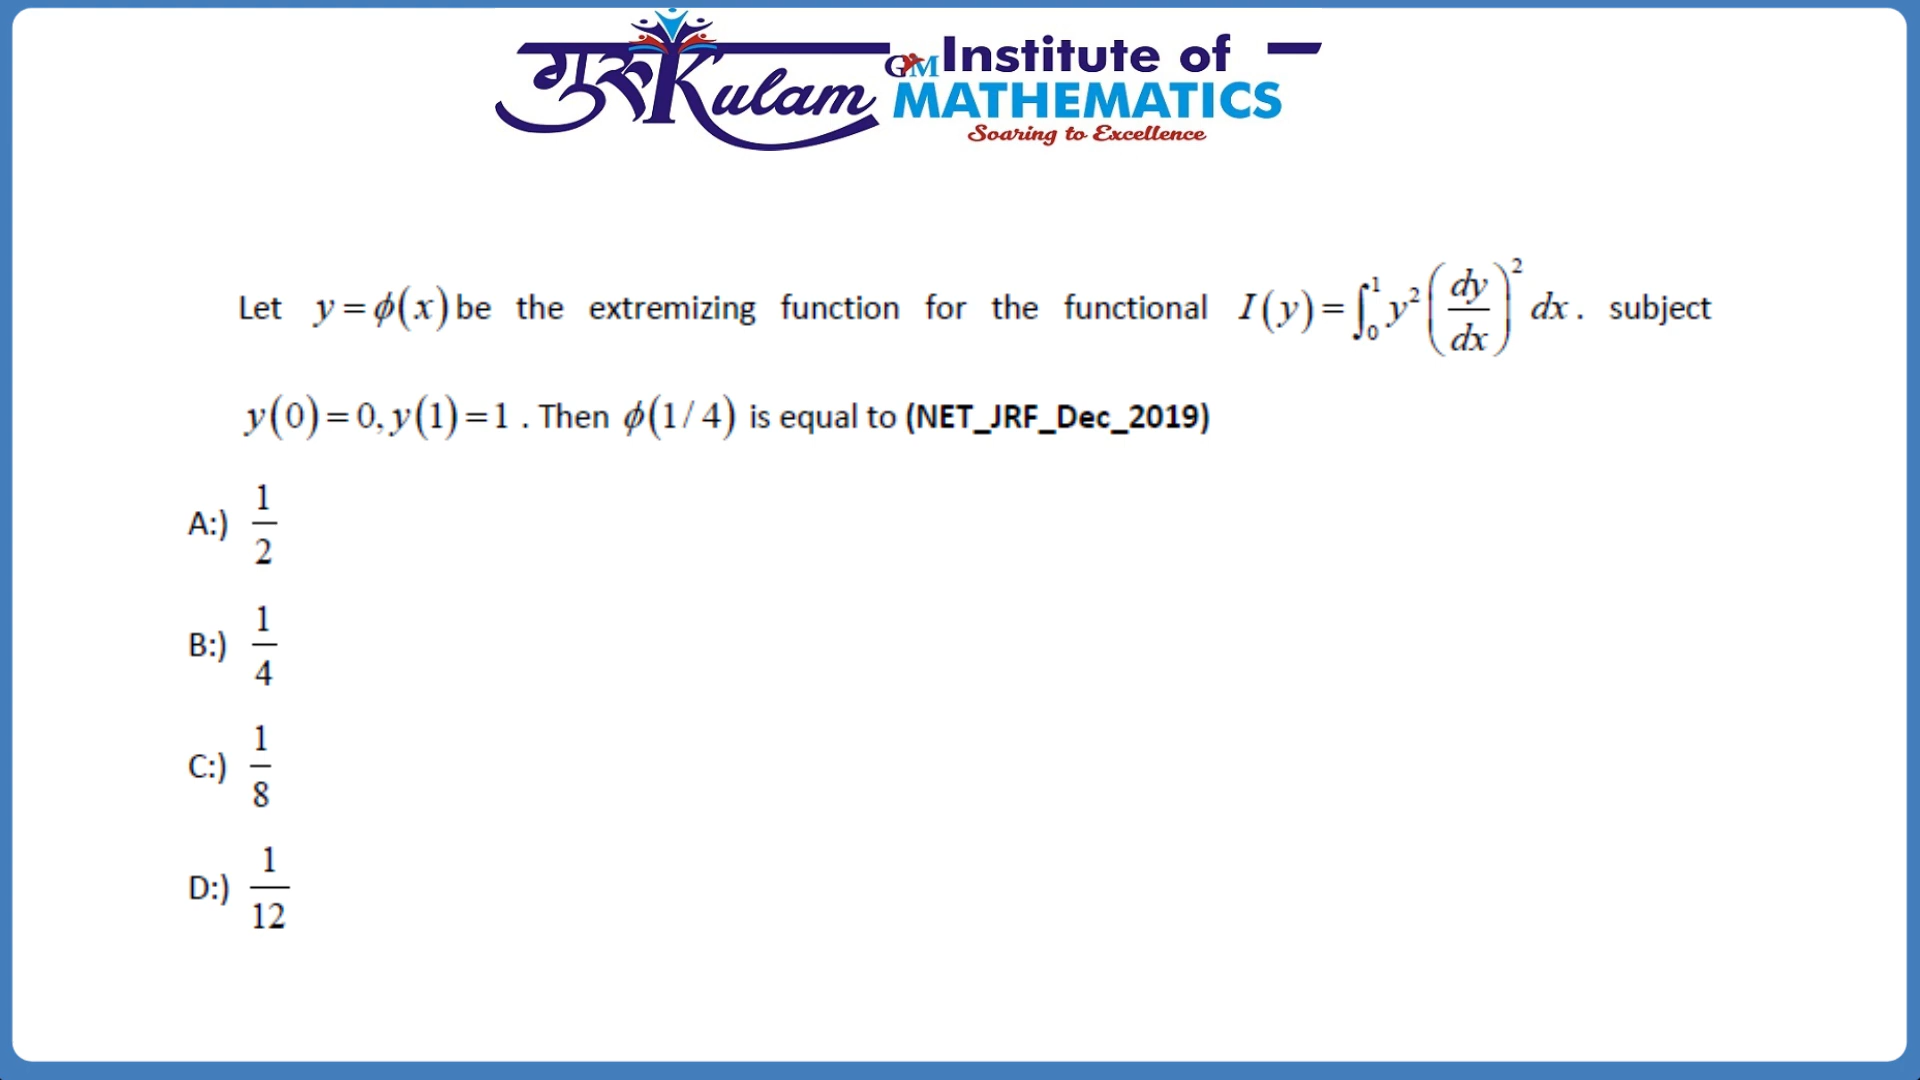 गुरुKulam GM Institute of
MATHEMATICS
Soaring to Excellence
Let y = ϕ(x) be the extremizing function for the functional I(y) = ∫₀¹ y² (dy/dx)² dx. subject
y(0) = 0, y(1) = 1. Then ϕ(1/4) is equal to (NET_JRF_Dec_2019)
A:) 1/2
B:) 1/4
C:) 1/8
D:) 1/12